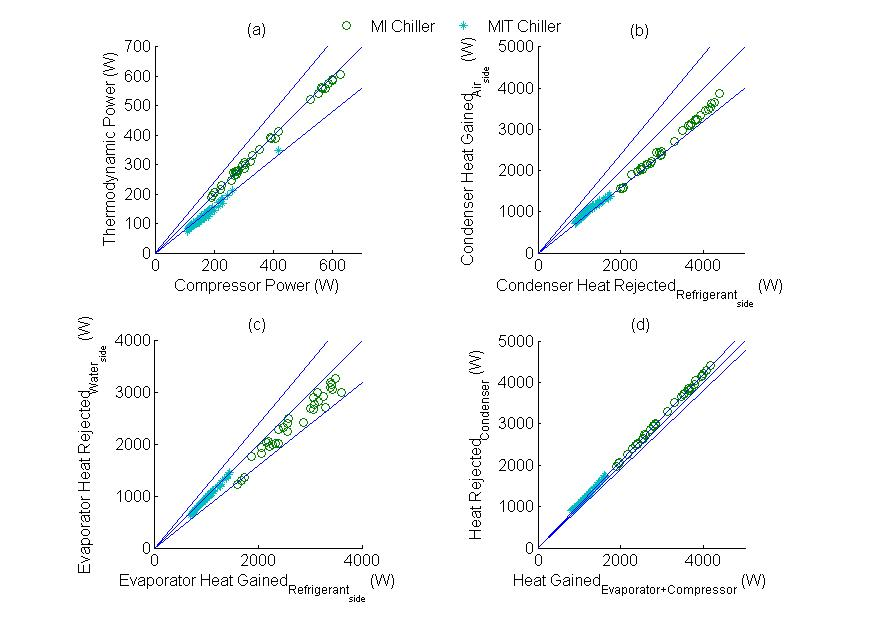 MI Chiller MIT Chiller
(a)
700
600
500
400
300
200
100
0
Thermodynamic Power (W)
0 200 400 600
Compressor Power (W)
(b)
5000
4000
3000
2000
1000
0
Condenser Heat Gained Air side (W)
0 2000 4000
Condenser Heat Rejected Refrigerant side (W)
(c)
4000
3000
2000
1000
0
Evaporator Heat Rejected Water side (W)
0 2000 4000
Evaporator Heat Gained Refrigerant side (W)
(d)
5000
4000
3000
2000
1000
0
Heat Rejected Condenser (W)
0 2000 4000
Heat Gained Evaporator+Compressor (W)